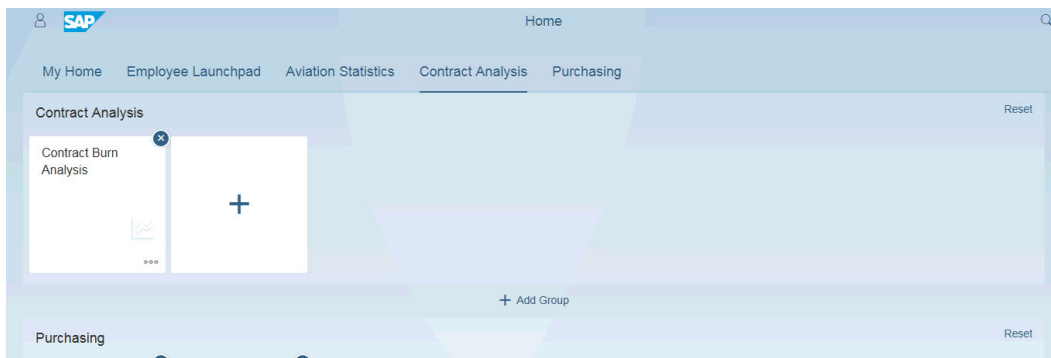 SAP
Home
My Home Employee Launchpad Aviation Statistics Contract Analysis Purchasing
Contract Analysis Reset
Contract Burn
Analysis
+ Add Group
Purchasing Reset